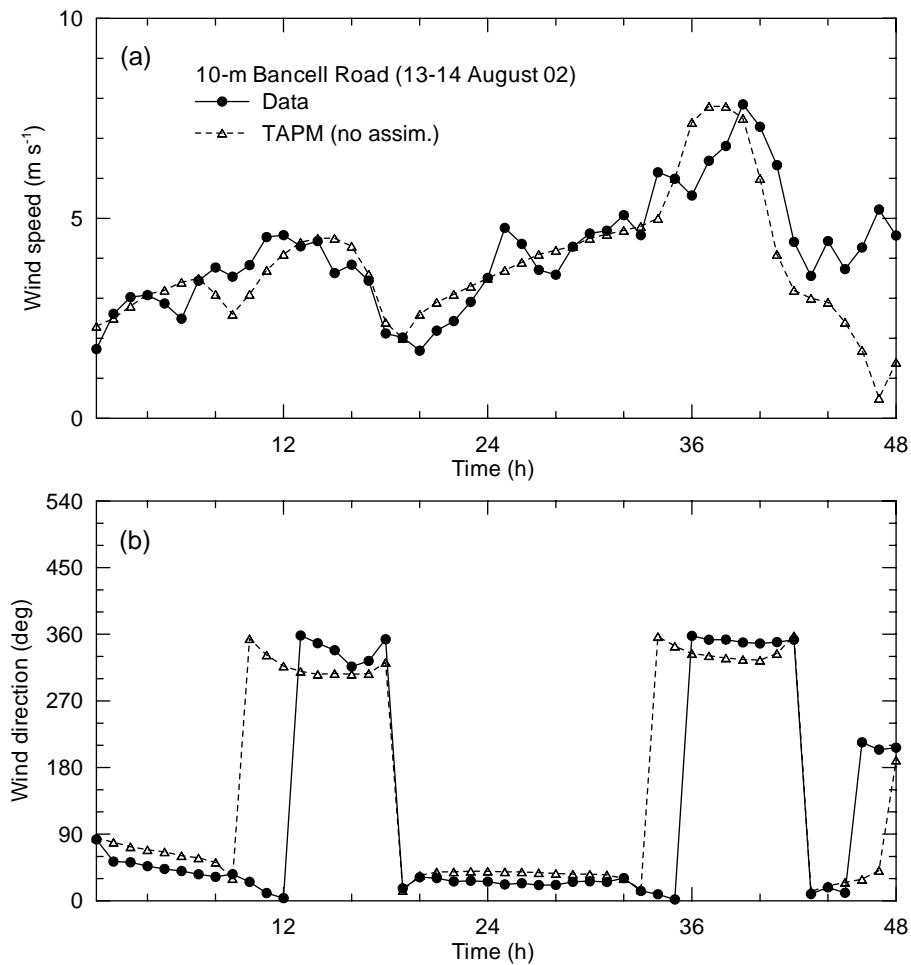 10
(a)
10-m Bancell Road (13-14 August 02)
Data
TAPM (no assim.)
Wind speed (m s-1)
5
0
12
24
36
48
Time (h)
540
(b)
450
360
Wind direction (deg)
270
180
90
0
12
24
36
48
Time (h)